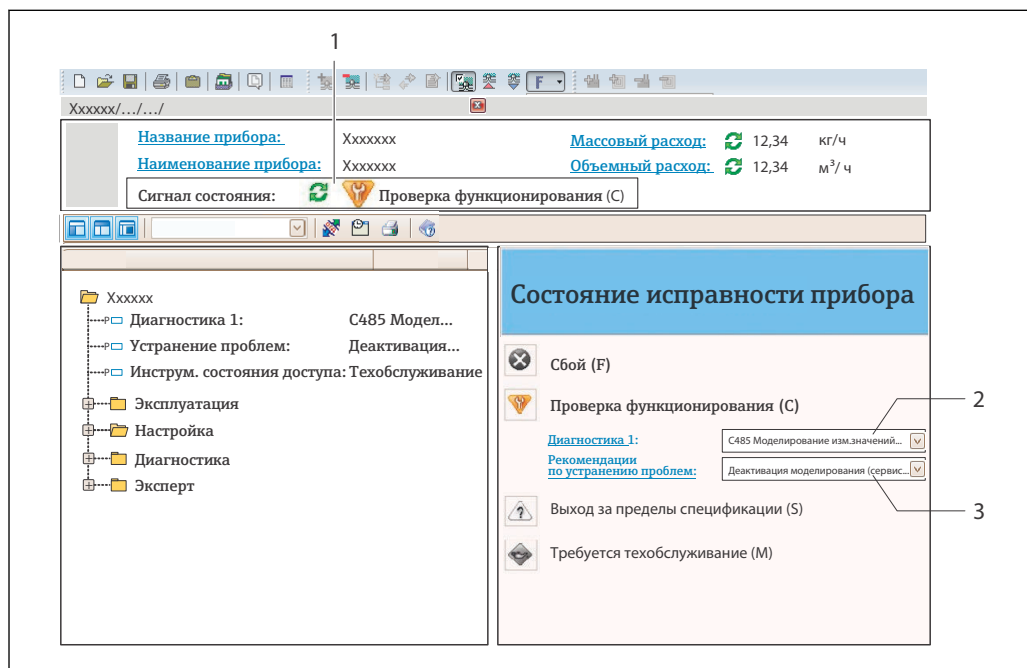 1
F
Xxxxxx/.../.../
Название прибора: Xxxxxxx Массовый расход: 12,34 кг/ч
Наименование прибора: Xxxxxxx Объемный расход: 12,34 м³/ ч
Сигнал состояния: Проверка функционирования (C)
Xxxxxx
Диагностика 1: C485 Модел...
Устранение проблем: Деактивация...
Инструм. состояния доступа: Техобслуживание
Эксплуатация
Настройка
Диагностика
Эксперт
Состояние исправности прибора
Сбой (F)
Проверка функционирования (C)
2
Диагностика 1: C485 Моделирование изм.значений...
Рекомендации
по устранению проблем: Деактивация моделирования (сервис...
3
Выход за пределы спецификации (S)
Требуется техобслуживание (M)